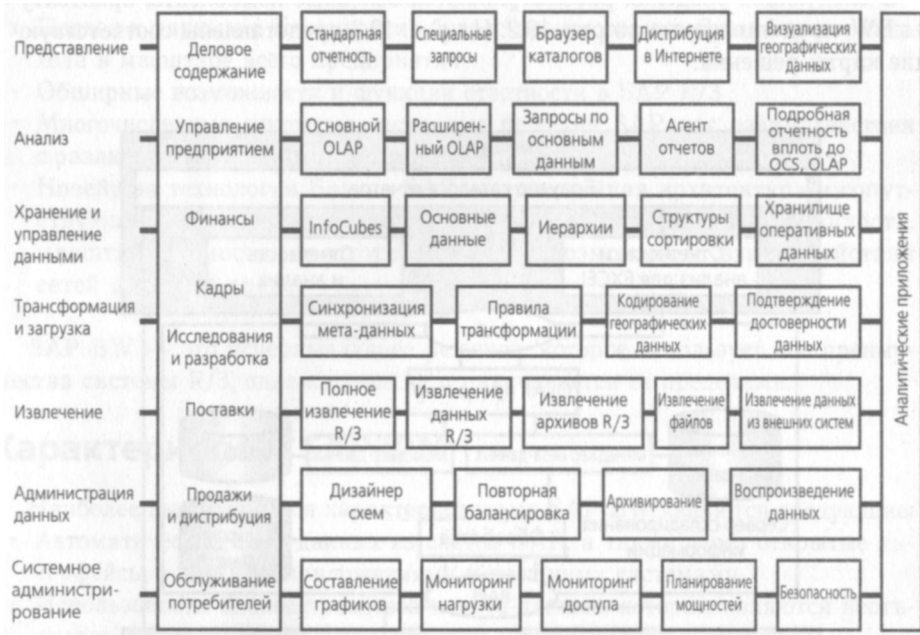 Представление
Деловое
содержание
Стандартная
отчетность
Специальные
запросы
Браузер
каталогов
Дистрибуция
в Интернете
Визуализация
географических
данных
Анализ
Управление
предприятием
Основной
OLAP
Расширен-
ный OLAP
Запросы по
основным
данным
Агент
отчетов
Подробная
отчетность
вплоть до
OCS, OLAP
Хранение и
управление
данными
Финансы
InfoCubes
Основные
данные
Иерархии
Структуры
сортировки
Хранилище
оперативных
данных
Трансформация
и загрузка
Кадры
Исследования
и разработка
Синхронизация
мета-данных
Правила
трансформации
Кодирование
географических
данных
Подтверждение
достоверности
данных
Извлечение
Поставки
Полное
извлечение
R/3
Извлечение
данных
R/3
Извлечение
архивов R/3
Извлечение
файлов
Извлечение данных
из внешних систем
Администрация
данных
Продажи
и дистрибуция
Дизайнер
схем
Повторная
балансировка
Архивирование
Воспроизведение
данных
Системное
администри-
рование
Обслуживание
потребителей
Составление
графиков
Мониторинг
нагрузки
Мониторинг
доступа
Планирование
мощностей
Безопасность
Аналитические приложения